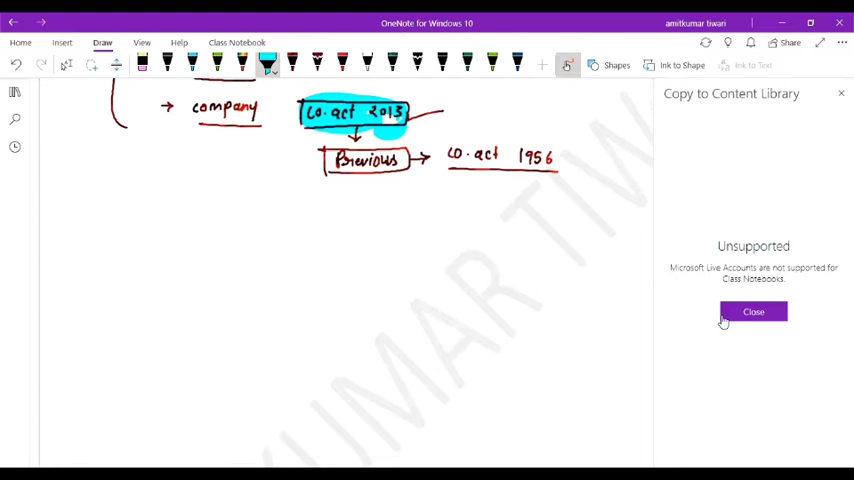 OneNote for Windows 10
amitkumar tiwari
Home Insert Draw View Help Class Notebook
Share
Shapes Ink to Shape Ink to Text
Copy to Content Library
→ company Co. act 2013
Previous → co. act 1956
Unsupported
Microsoft Live Accounts are not supported for
Class Notebooks.
Close
KUMAR TIW